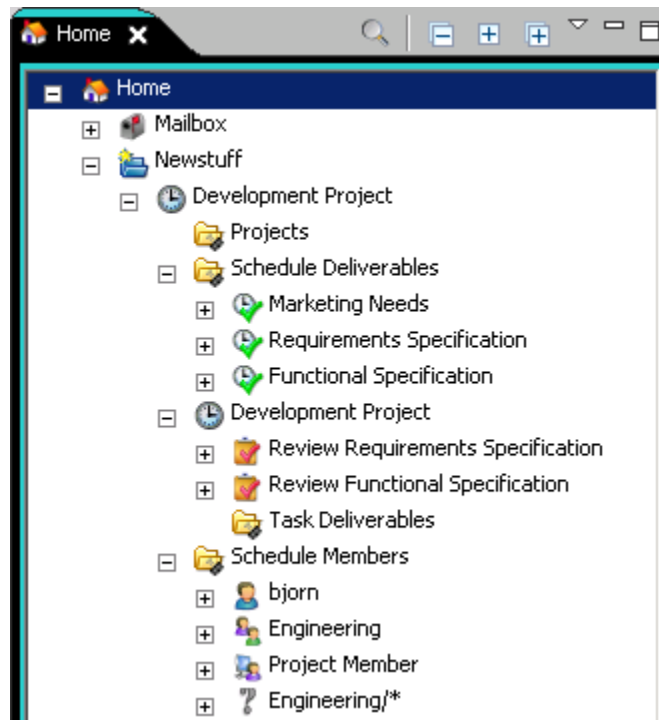 Home
Home
Mailbox
Newstuff
Development Project
Projects
Schedule Deliverables
Marketing Needs
Requirements Specification
Functional Specification
Development Project
Review Requirements Specification
Review Functional Specification
Task Deliverables
Schedule Members
bjorn
Engineering
Project Member
Engineering/*